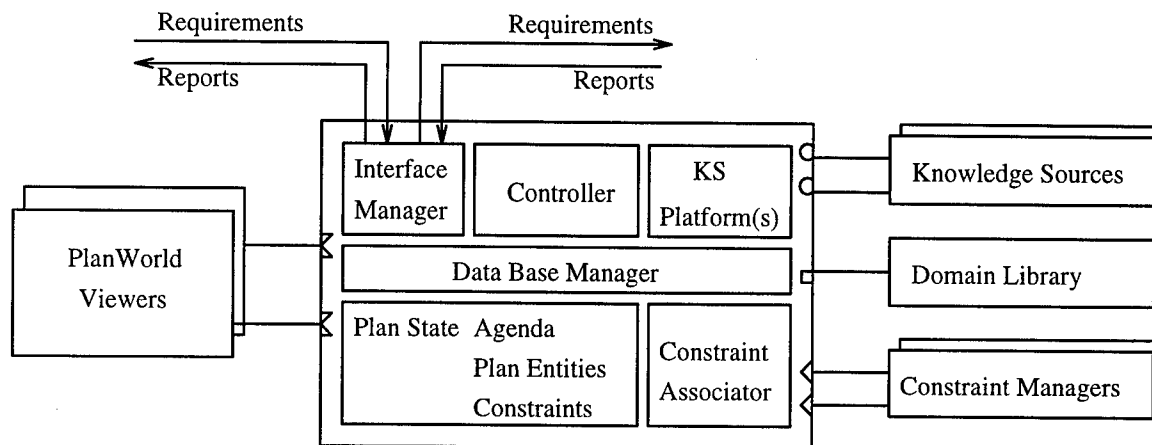 Requirements
Requirements
Reports
Reports
Interface
Manager
Controller
KS
Platform(s)
Knowledge Sources
PlanWorld
Viewers
Data Base Manager
Domain Library
Plan State
Agenda
Plan Entities
Constraints
Constraint
Associator
Constraint Managers